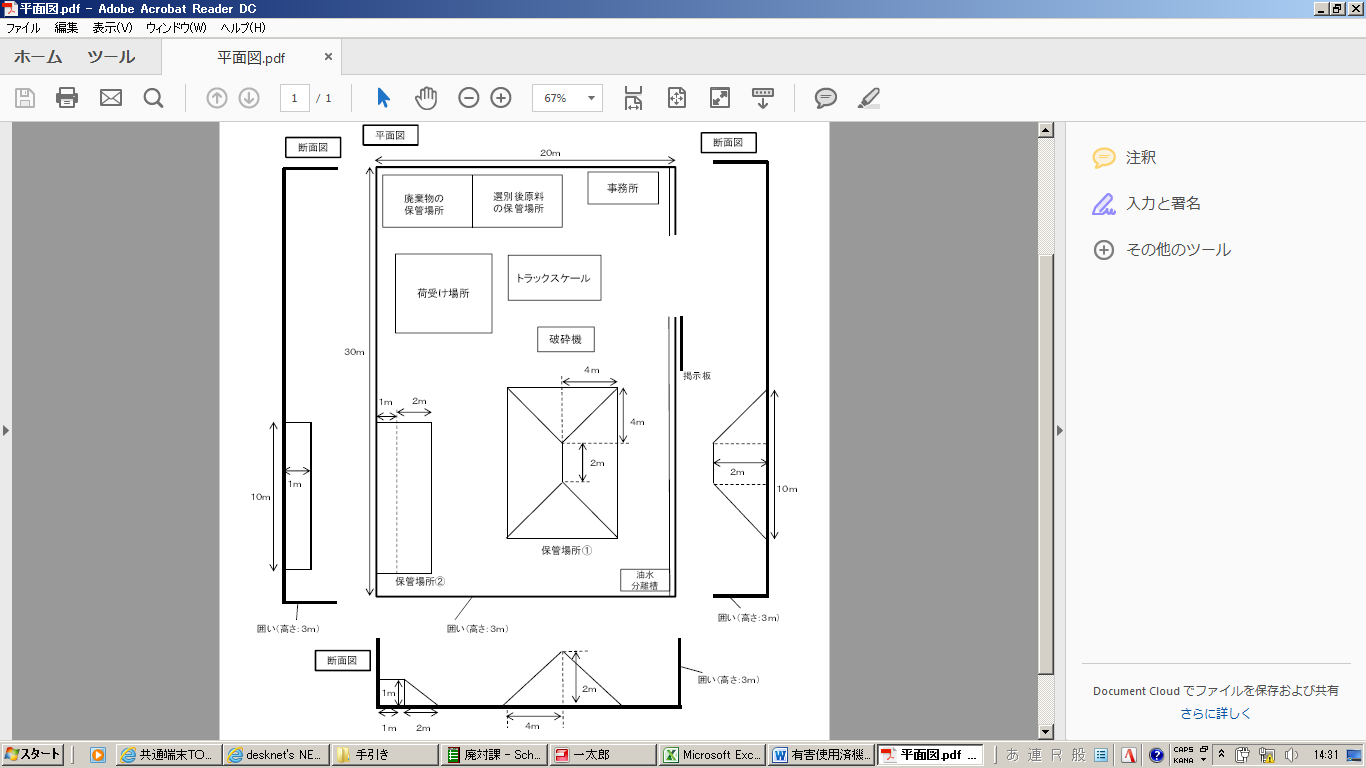 平面図.pdf - Adobe Acrobat Reader DC
ファイル 編集 表示(V) ウィンドウ(W) ヘルプ(H)
ホーム ツール 平面図.pdf ×
1 / 1 67%
断面図
平面図
断面図
20m
廃棄物の
保管場所
選別後原料
の保管場所
事務所
荷受け場所
トラックスケール
破砕機
30m
掲示板
4m
4m
2m
1m
2m
10m
1m
2m
10m
保管場所①
保管場所②
油水
分離槽
囲い(高さ:3m)
囲い(高さ:3m)
囲い(高さ:3m)
断面図
1m
2m
囲い(高さ:3m)
1m
2m
4m
注釈
入力と署名
その他のツール
Document Cloud でファイルを保存および共有
さらに詳しく
スタート
共通端末TO...
desknet's NE...
手引き
廃対課 - Sch...
一太郎
Microsoft Exc...
有害使用済機...
平面図.pdf ...
あ 連 R 般
CAPS
KANA
14:31